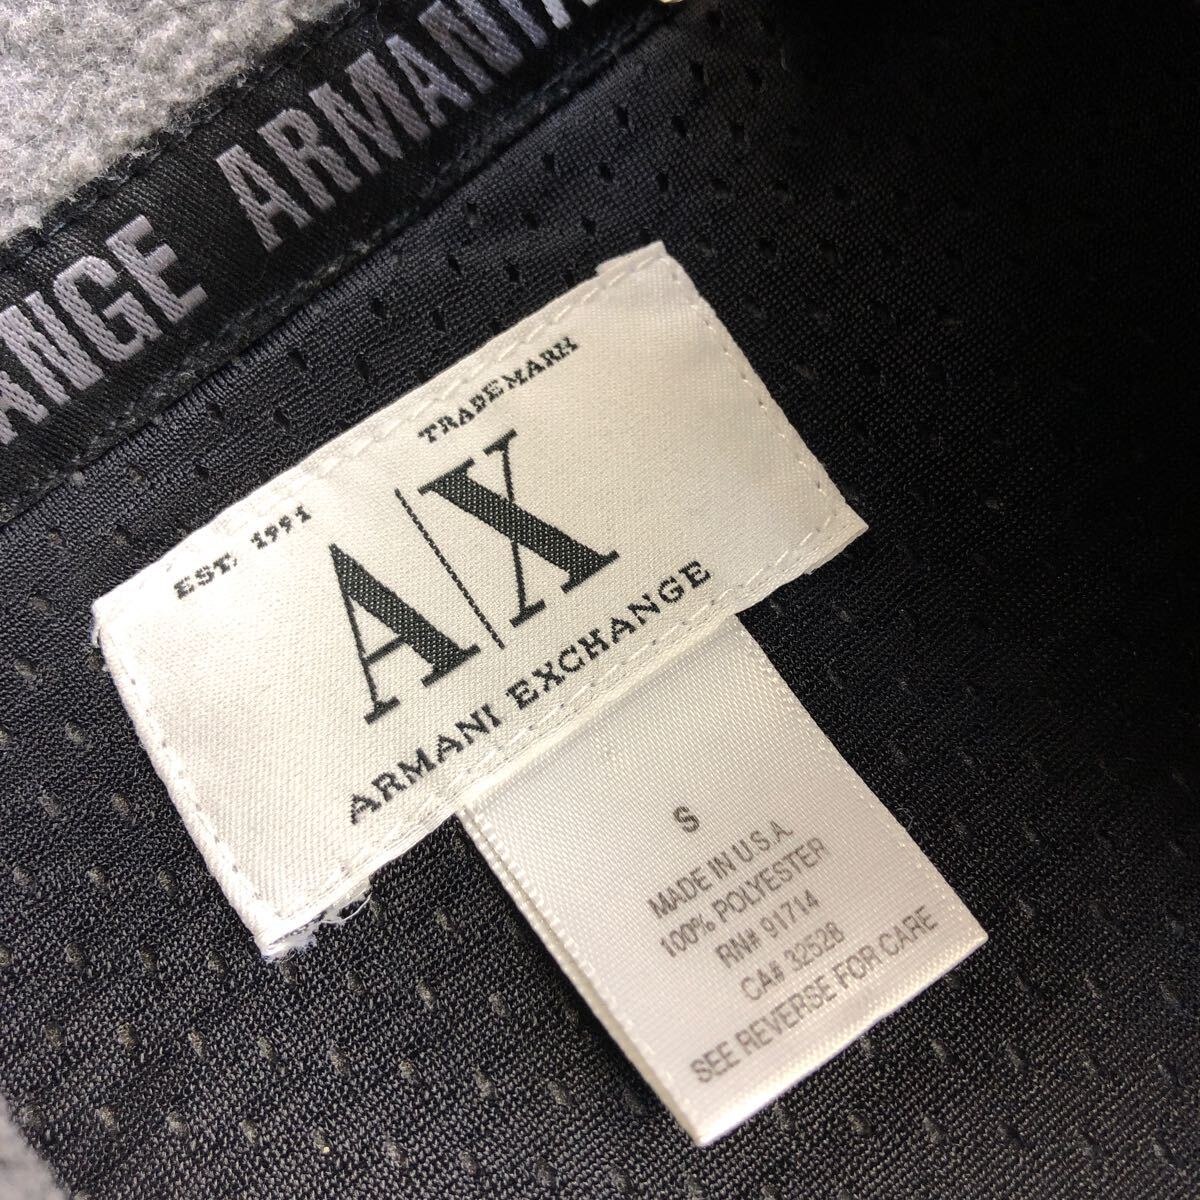 ANGE ARMANI
TRADEMARK
EST. 1991
A|X
ARMANI EXCHANGE
S
MADE IN U.S.A.
100% POLYESTER
RN# 91714
CA# 32528
SEE REVERSE FOR CARE